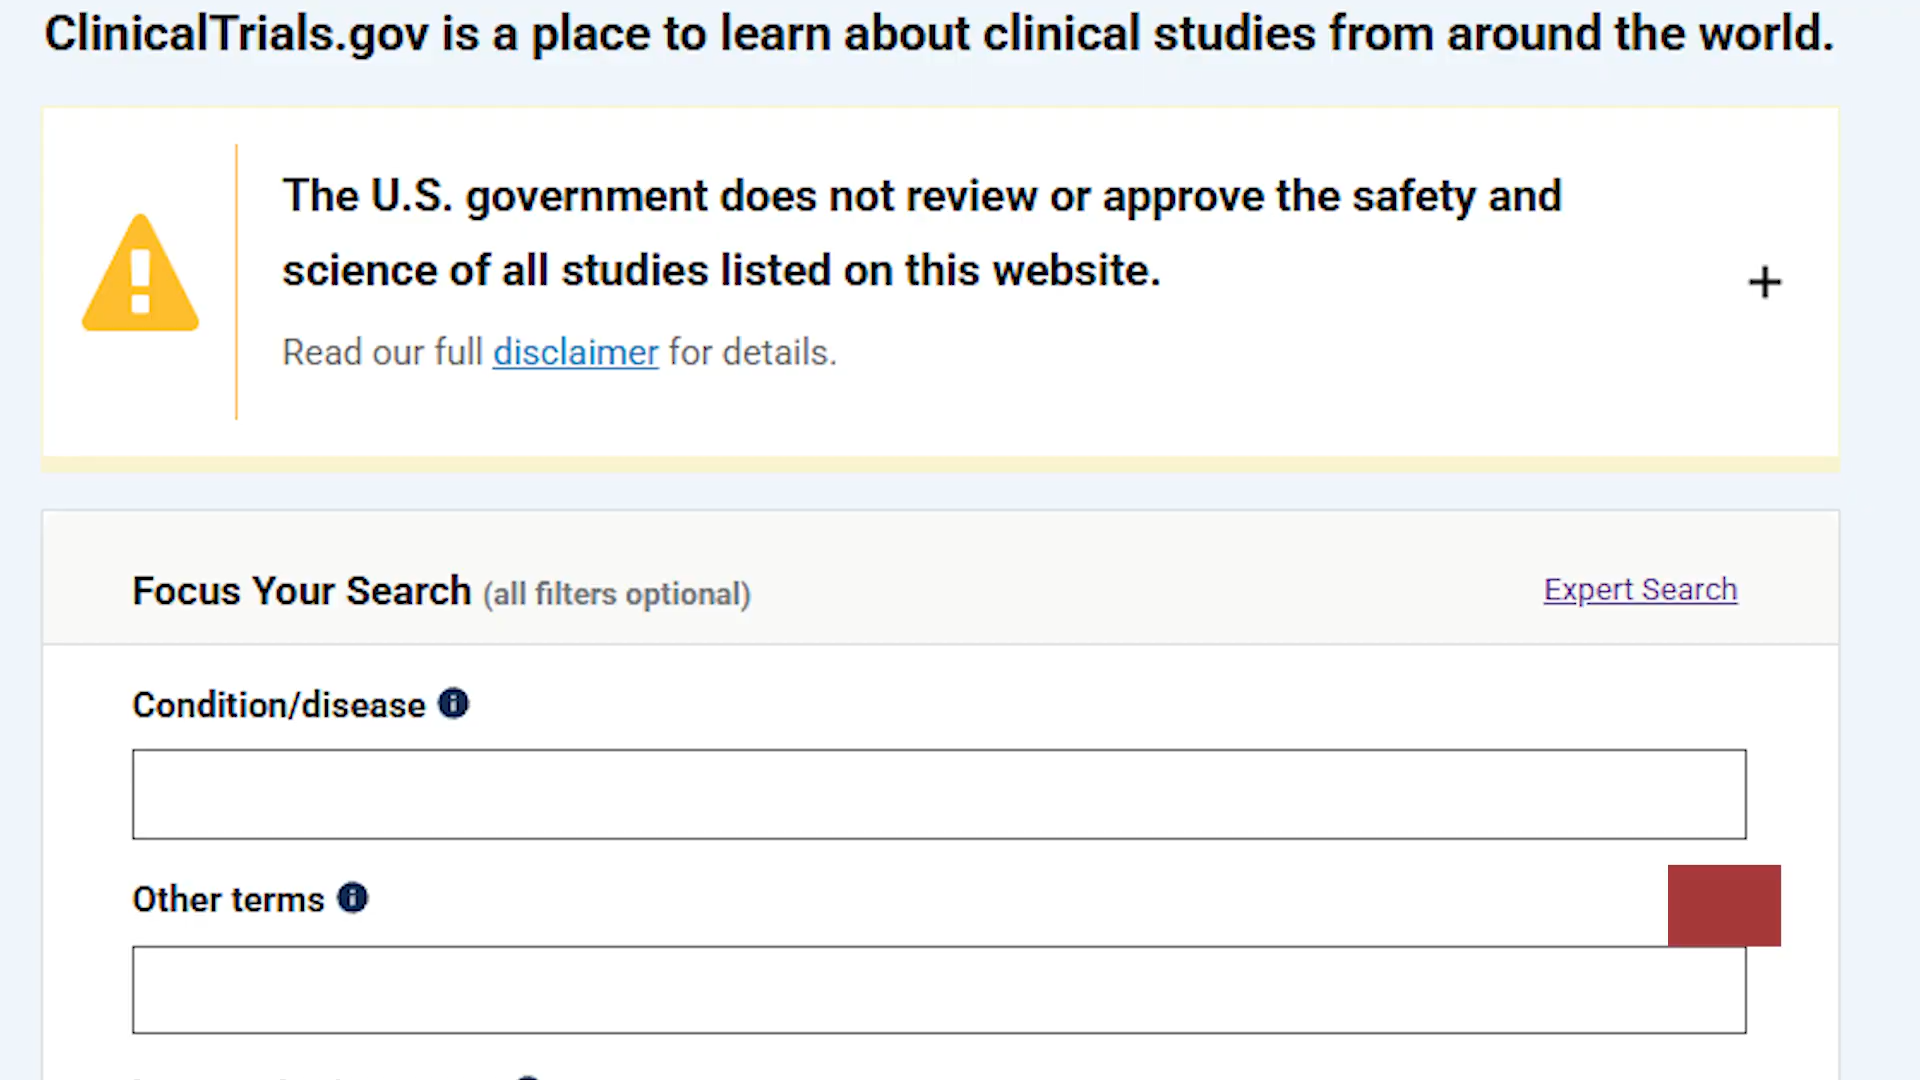 ClinicalTrials.gov is a place to learn about clinical studies from around the world.
The U.S. government does not review or approve the safety and
science of all studies listed on this website.
Read our full disclaimer for details.
Focus Your Search (all filters optional)
Expert Search
Condition/disease
Other terms